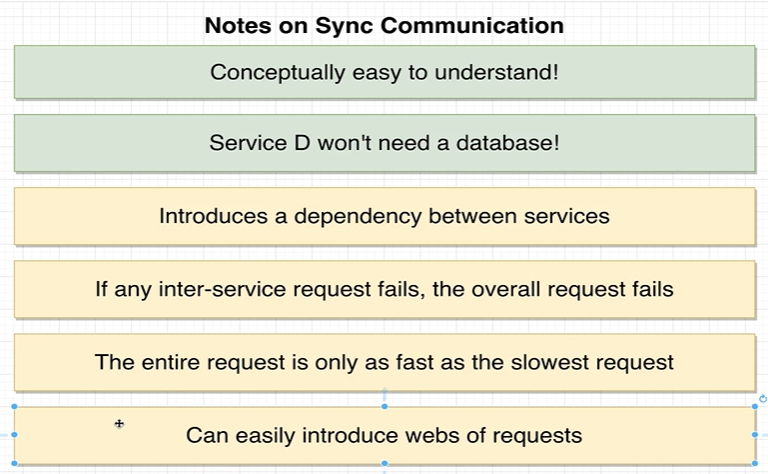 Notes on Sync Communication
Conceptually easy to understand!
Service D won't need a database!
Introduces a dependency between services
If any inter-service request fails, the overall request fails
The entire request is only as fast as the slowest request
Can easily introduce webs of requests